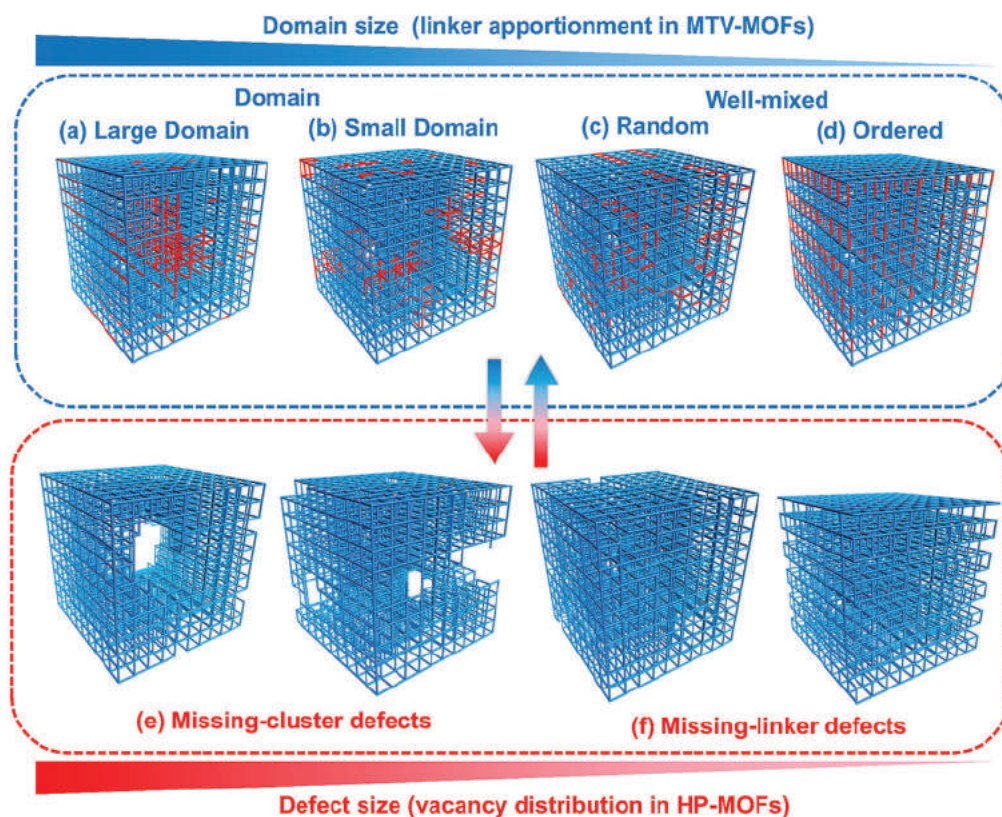 Domain size (linker apportionment in MTV-MOFs)
Domain
Well-mixed
(a) Large Domain
(b) Small Domain
(c) Random
(d) Ordered
(e) Missing-cluster defects
(f) Missing-linker defects
Defect size (vacancy distribution in HP-MOFs)